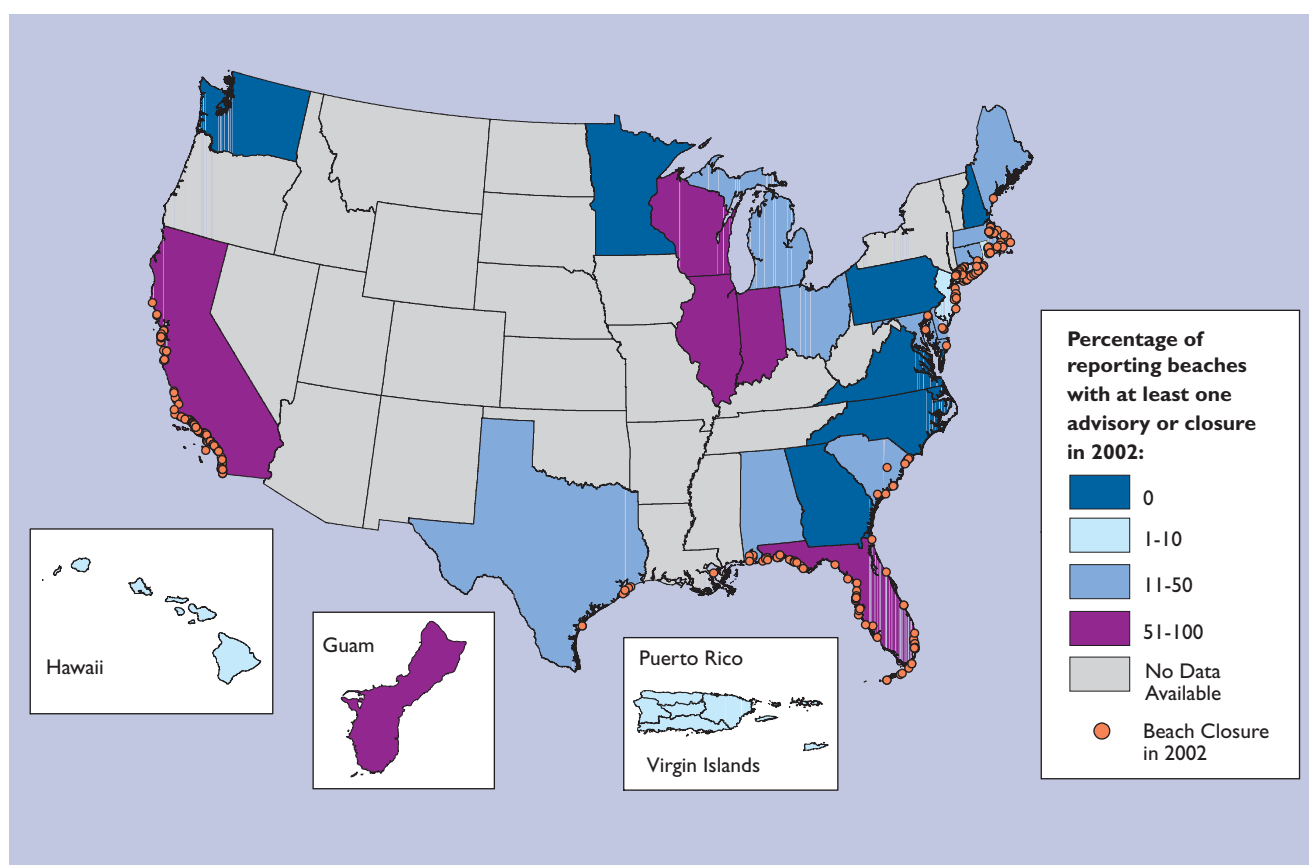 Hawaii
Guam
Puerto Rico
Virgin Islands
Percentage of
reporting beaches
with at least one
advisory or closure
in 2002:
0
1-10
11-50
51-100
No Data
Available
Beach Closure
in 2002